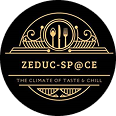 ZEDUC-SP@CE
THE CLIMATE OF TASTE & CHILL